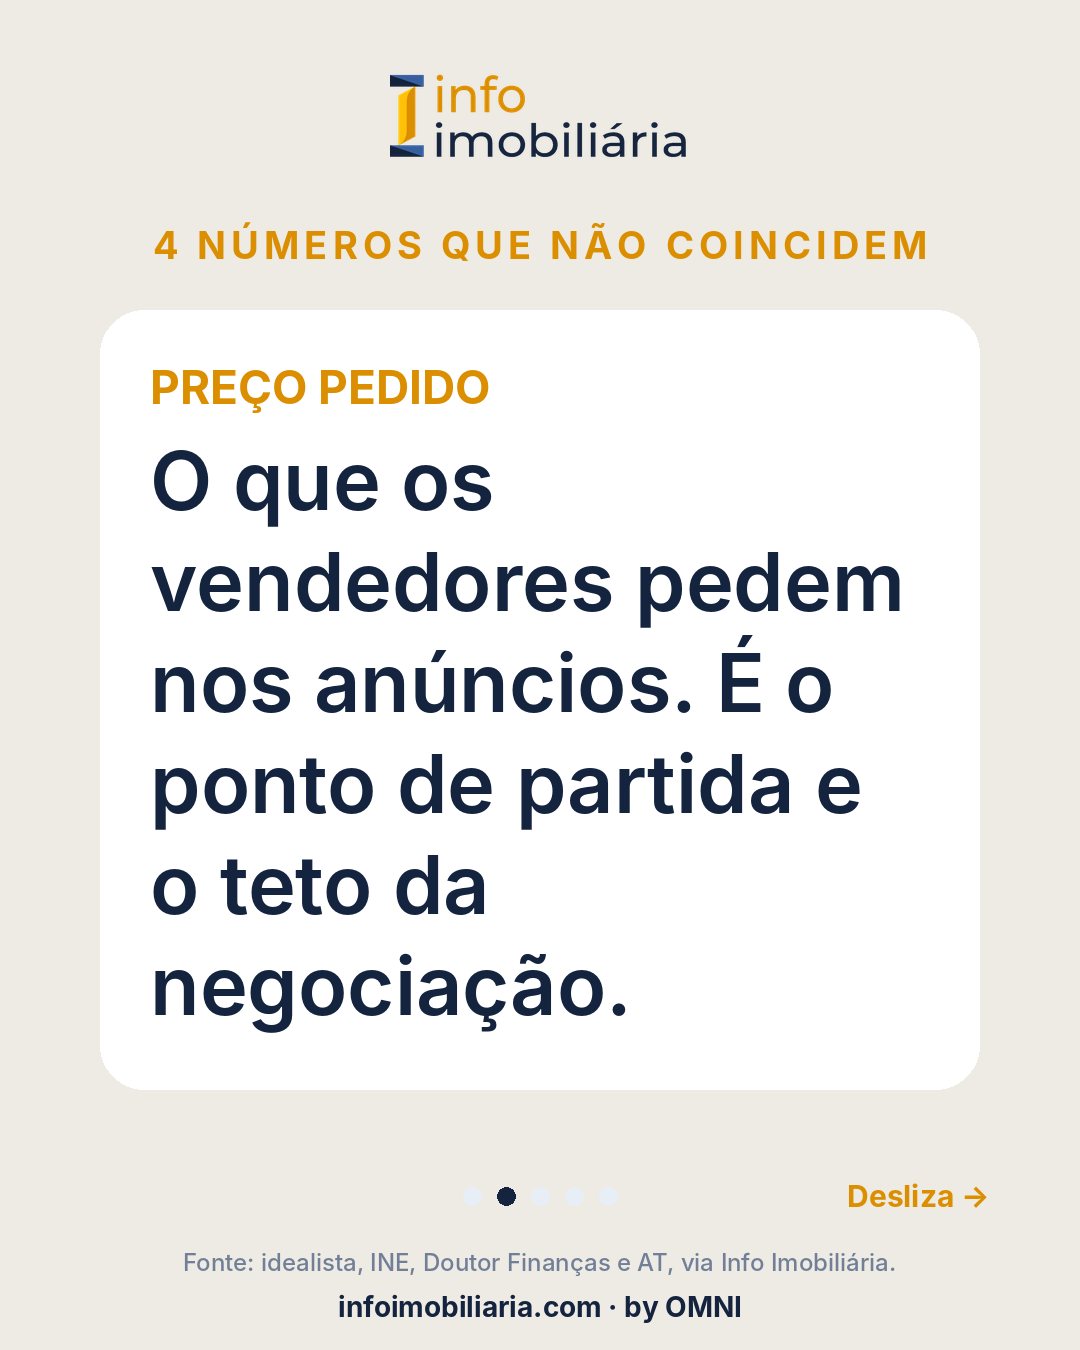 info
imobiliária
4 NÚMEROS QUE NÃO COINCIDEM
PREÇO PEDIDO
O que os
vendedores pedem
nos anúncios. É o
ponto de partida e
o teto da
negociação.
Desliza →
Fonte: idealista, INE, Doutor Finanças e AT, via Info Imobiliária.
infoimobiliaria.com · by OMNI